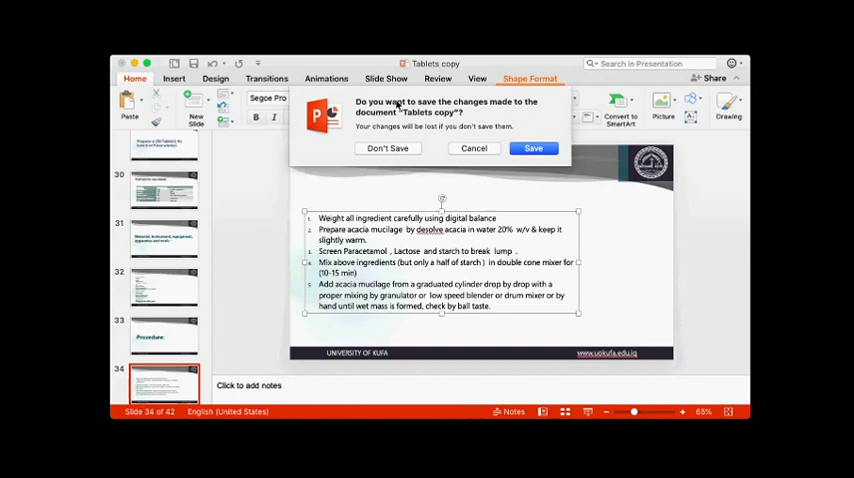 Tablets copy
Search in Presentation
Home Insert Design Transitions Animations Slide Show Review View Shape Format Share
Paste New Slide Segoe Pro B I Convert to SmartArt Picture Drawing
Do you want to save the changes made to the
document "Tablets copy"?
Your changes will be lost if you don't save them.
Don't Save Cancel Save
30
31
32
33
Procedure:
34
1. Weight all ingredient carefully using digital balance
2. Prepare acacia mucilage by desolve acacia in water 20% w/v & keep it
slightly warm.
3. Screen Paracetamol , Lactose and starch to break lump .
4. Mix above ingredients (but only a half of starch ) in double cone mixer for
(10-15 min)
5. Add acacia mucilage from a graduated cylinder drop by drop with a
proper mixing by granulator or low speed blender or drum mixer or by
hand until wet mass is formed, check by ball taste.
UNIVERSITY OF KUFA www.uokufa.edu.iq
Click to add notes
Slide 34 of 42 English (United States) Notes 65%